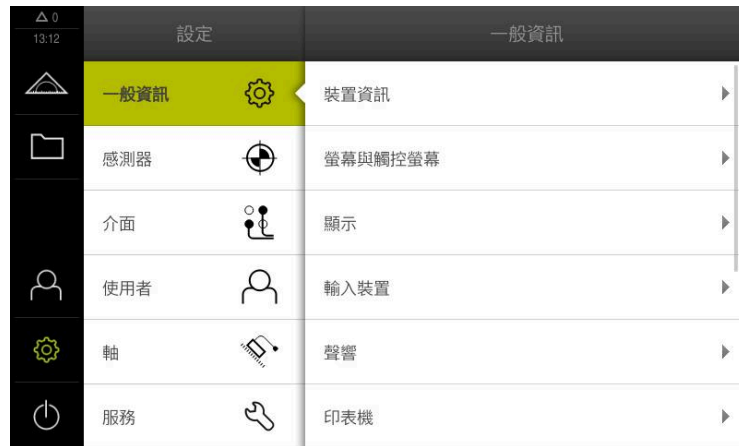 △ 0
13:12
設定
一般資訊
一般資訊
感測器
介面
使用者
軸
服務
裝置資訊
螢幕與觸控螢幕
顯示
輸入裝置
聲響
印表機